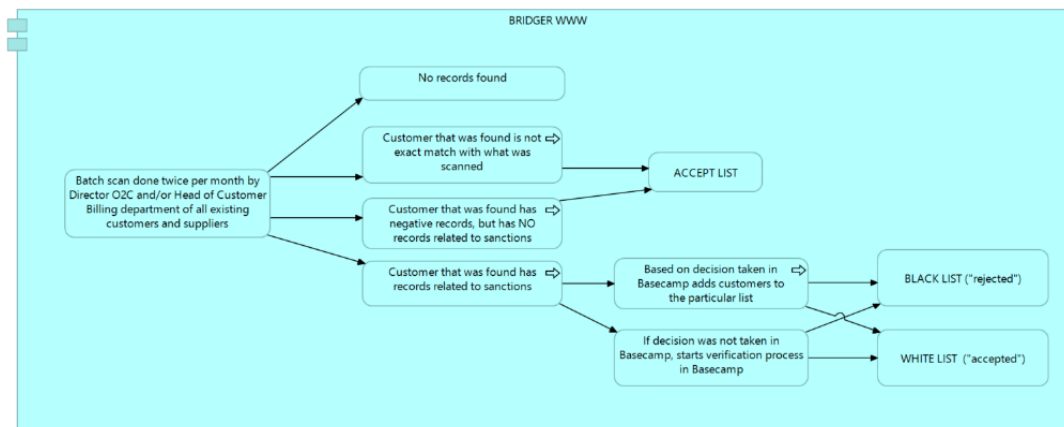 BRIDGER WWW
No records found
Customer that was found is not
exact match with what was
scanned
ACCEPT LIST
Batch scan done twice per month by
Director O2C and/or Head of Customer
Billing department of all existing
customers and suppliers
Customer that was found has
negative records, but has NO
records related to sanctions
Customer that was found has
records related to sanctions
Based on decision taken in
Basecamp adds customers to
the particular list
BLACK LIST ("rejected")
If decision was not taken in
Basecamp, starts verification process
in Basecamp
WHITE LIST ("accepted")